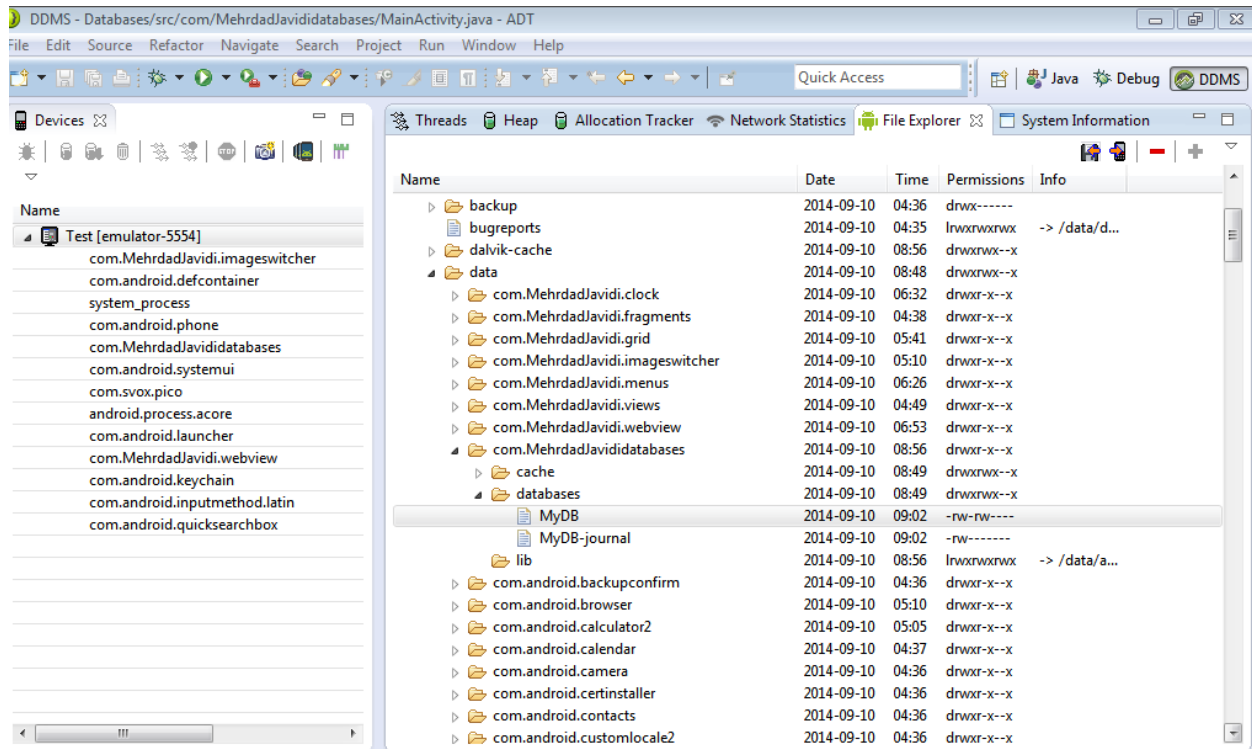 DDMS - Databases/src/com/MehrdadJavididatabases/MainActivity.java - ADT
File Edit Source Refactor Navigate Search Project Run Window Help
Quick Access Java Debug DDMS
Devices
Name
Test [emulator-5554]
com.MehrdadJavidi.imageswitcher
com.android.defcontainer
system_process
com.android.phone
com.MehrdadJavididatabases
com.android.systemui
com.svox.pico
android.process.acore
com.android.launcher
com.MehrdadJavidi.webview
com.android.keychain
com.android.inputmethod.latin
com.android.quicksearchbox
Threads Heap Allocation Tracker Network Statistics File Explorer System Information
Name Date Time Permissions Info
backup 2014-09-10 04:36 drwx------
bugreports 2014-09-10 04:35 lrwxrwxrwx -> /data/d...
dalvik-cache 2014-09-10 08:56 drwxrwx--x
data 2014-09-10 08:48 drwxrwx--x
com.MehrdadJavidi.clock 2014-09-10 06:32 drwxr-x--x
com.MehrdadJavidi.fragments 2014-09-10 04:38 drwxr-x--x
com.MehrdadJavidi.grid 2014-09-10 05:41 drwxr-x--x
com.MehrdadJavidi.imageswitcher 2014-09-10 05:10 drwxr-x--x
com.MehrdadJavidi.menus 2014-09-10 06:26 drwxr-x--x
com.MehrdadJavidi.views 2014-09-10 04:49 drwxr-x--x
com.MehrdadJavidi.webview 2014-09-10 06:53 drwxr-x--x
com.MehrdadJavididatabases 2014-09-10 08:56 drwxr-x--x
cache 2014-09-10 08:49 drwxrwx--x
databases 2014-09-10 08:49 drwxrwx--x
MyDB 2014-09-10 09:02 -rw-rw----
MyDB-journal 2014-09-10 09:02 -rw-------
lib 2014-09-10 08:56 lrwxrwxrwx -> /data/a...
com.android.backupconfirm 2014-09-10 04:36 drwxr-x--x
com.android.browser 2014-09-10 05:10 drwxr-x--x
com.android.calculator2 2014-09-10 05:05 drwxr-x--x
com.android.calendar 2014-09-10 04:37 drwxr-x--x
com.android.camera 2014-09-10 04:36 drwxr-x--x
com.android.certinstaller 2014-09-10 04:36 drwxr-x--x
com.android.contacts 2014-09-10 04:36 drwxr-x--x
com.android.customlocale2 2014-09-10 04:36 drwxr-x--x